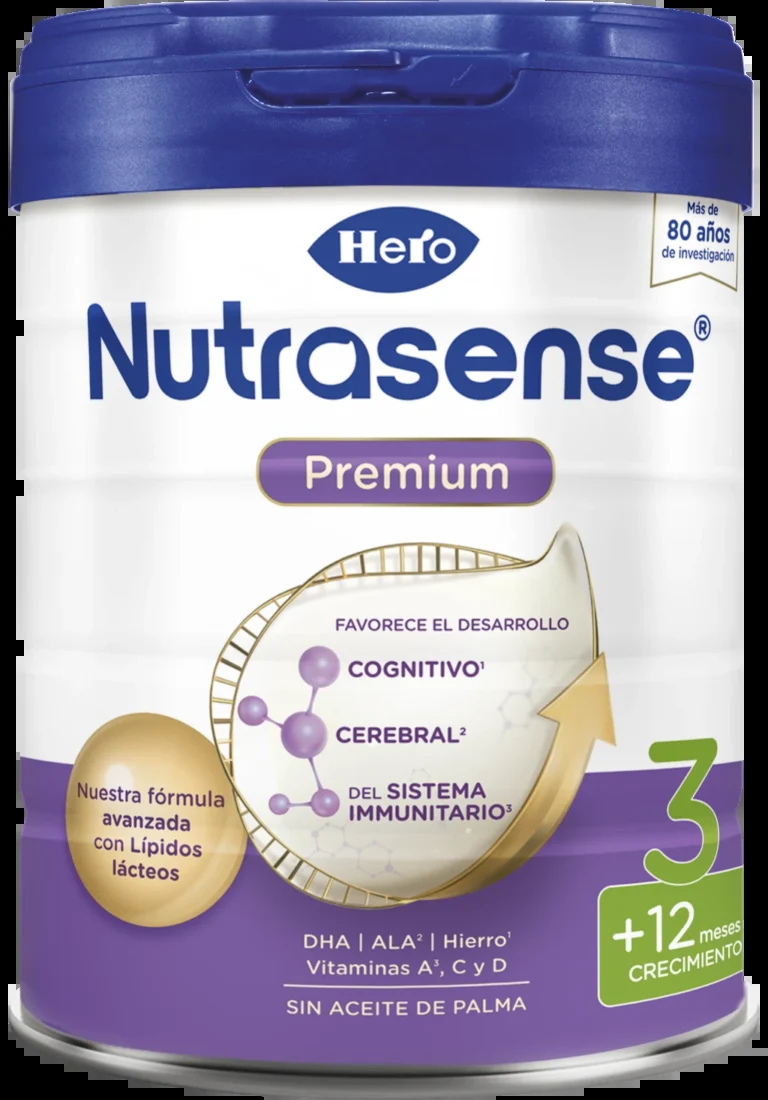 Hero
Más de
80 años
de investigación
Nutrasense®
Premium
FAVORECE EL DESARROLLO
COGNITIVO¹
CEREBRAL²
DEL SISTEMA
IMMUNITARIO³
Nuestra fórmula
avanzada
con Lípidos
lácteos
3
+12 meses
CRECIMIENTO
DHA | ALA² | Hierro¹
Vitaminas A³, C y D
SIN ACEITE DE PALMA